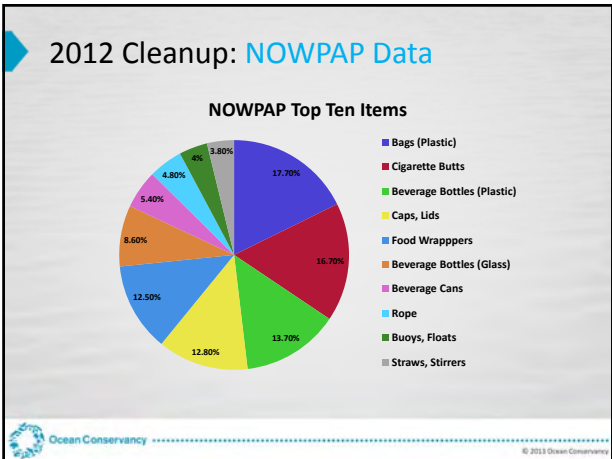 2012 Cleanup: NOWPAP Data
NOWPAP Top Ten Items
17.70%
16.70%
13.70%
12.80%
12.50%
8.60%
5.40%
4.80%
4%
3.80%
Bags (Plastic)
Cigarette Butts
Beverage Bottles (Plastic)
Caps, Lids
Food Wrapppers
Beverage Bottles (Glass)
Beverage Cans
Rope
Buoys, Floats
Straws, Stirrers
Ocean Conservancy
© 2013 Ocean Conservancy